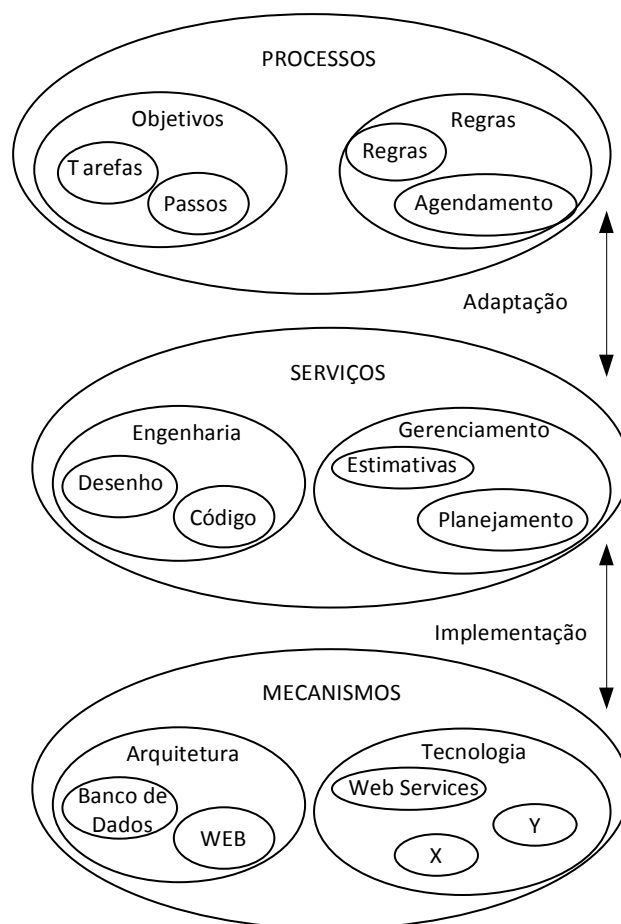 PROCESSOS
Objetivos
Tarefas
Passos
Regras
Regras
Agendamento
Adaptação
SERVIÇOS
Engenharia
Desenho
Código
Gerenciamento
Estimativas
Planejamento
Implementação
MECANISMOS
Arquitetura
Banco de
Dados
WEB
Tecnologia
Web Services
X
Y